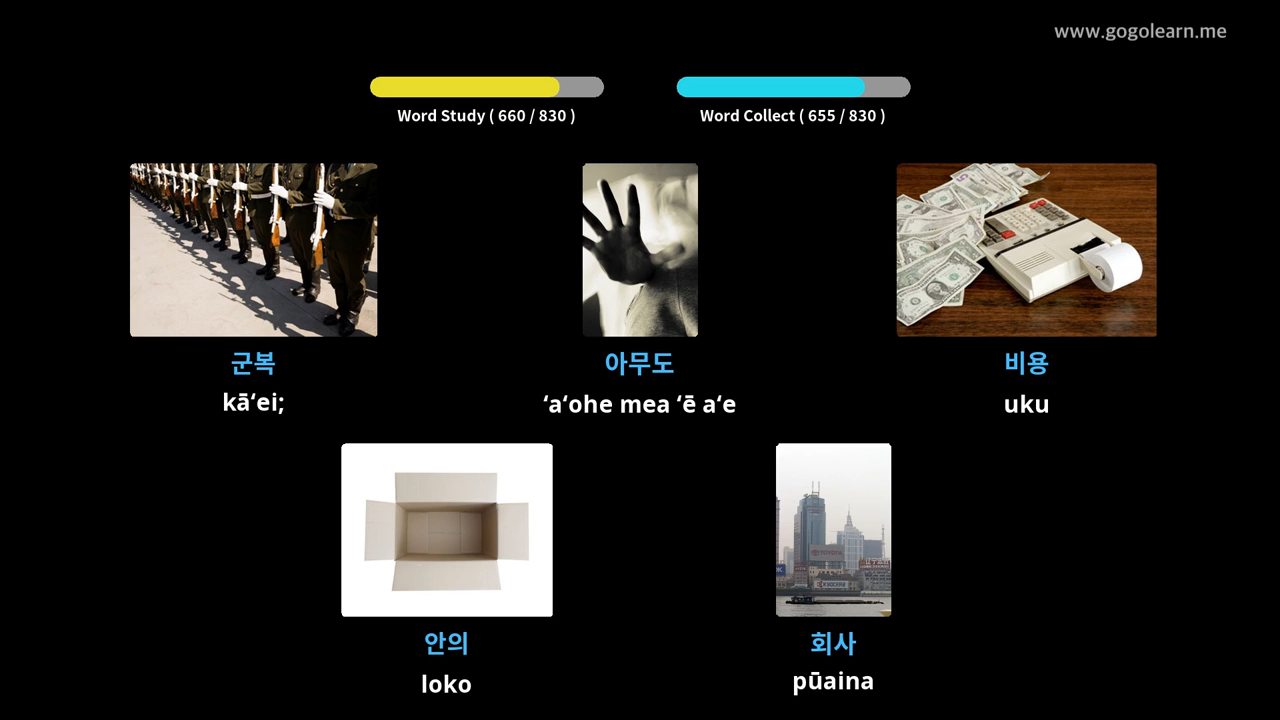 www.gogolearn.me
Word Study ( 660 / 830 )
Word Collect ( 655 / 830 )
군복
kāʻei;
아무도
ʻaʻohe mea ʻē aʻe
비용
uku
안의
loko
회사
pūaina